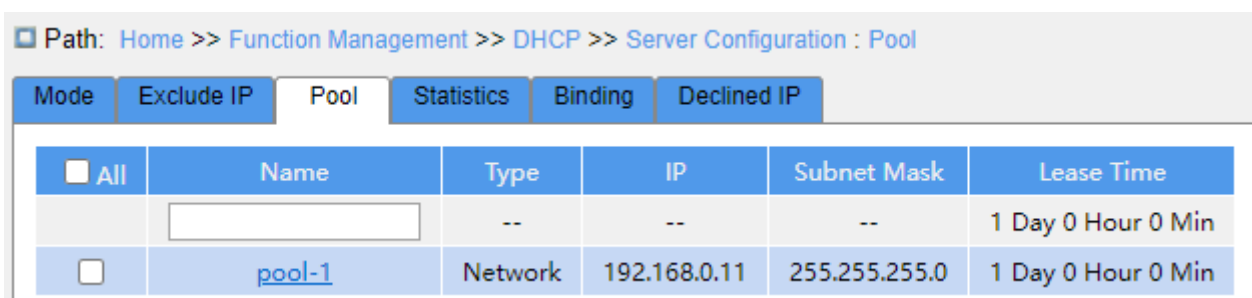 Path: Home >> Function Management >> DHCP >> Server Configuration : Pool
Mode Exclude IP Pool Statistics Binding Declined IP
All Name Type IP Subnet Mask Lease Time
-- -- -- 1 Day 0 Hour 0 Min
pool-1 Network 192.168.0.11 255.255.255.0 1 Day 0 Hour 0 Min